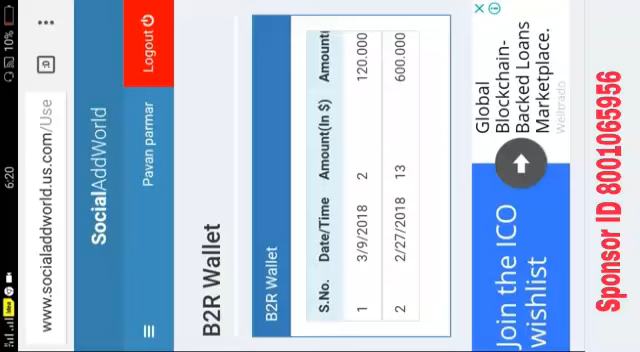 6:20
10%
www.socialaddworld.us.com/Use
SocialAddWorld
Pavan parmar
Logout
B2R Wallet
B2R Wallet
S.No. Date/Time Amount(In $) Amount(
1 3/9/2018 2 120.000
2 2/27/2018 13 600.000
Join the ICO
wishlist
Global
Blockchain-
Backed Loans
Marketplace.
Welltrado
Sponsor ID 8001065956